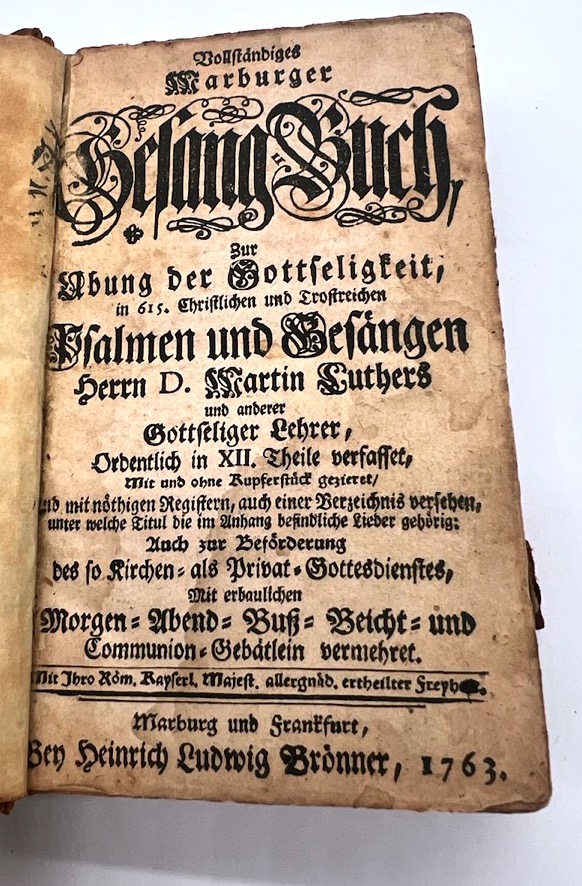 Vollständiges
Marburger
Gesäng Buch,
Zur
Ubung der Gottseligkeit,
in 615. Christlichen und Trostreichen
Psalmen und Gesängen
Herrn D. Martin Luthers
und anderer
Gottseliger Lehrer,
Ordentlich in XII. Theile verfasset,
Mit und ohne Kupferstück gezieret/
und mit nöthigen Registern, auch einer Verzeichnis versehen,
unter welche Titul die im Anhang befindliche Lieder gehörig:
Auch zur Beförderung
des so Kirchen- als Privat-Gottesdienstes,
Mit erbaulichen
Morgen- Abend- Buß- Beicht- und
Communion-Gebätlein vermehret.
Mit Ihro Röm. Kayserl. Majest. allergnäd. ertheilter
Marburg und Frankfurt,
Bey Heinrich Ludwig Brönner, 1763.